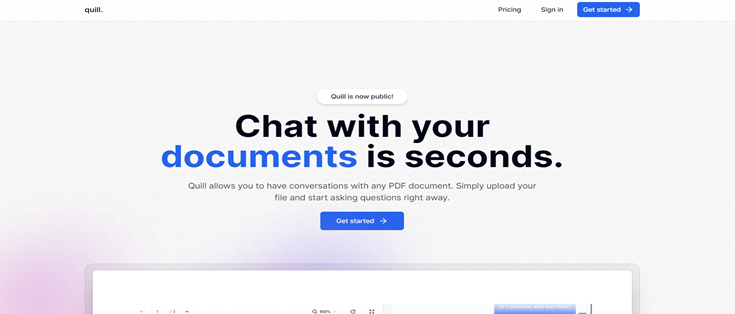 quill.
Pricing
Sign in
Get started
Quill is now public!
Chat with your
documents is seconds.
Quill allows you to have conversations with any PDF document. Simply upload your
file and start asking questions right away.
Get started
1 / 3
100%